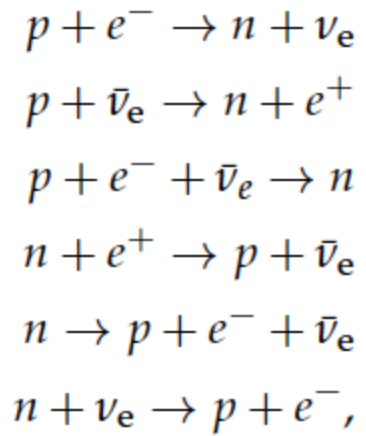 p + e⁻ → n + νₑ
p + ν̄ₑ → n + e⁺
p + e⁻ + ν̄ₑ → n
n + e⁺ → p + ν̄ₑ
n → p + e⁻ + ν̄ₑ
n + νₑ → p + e⁻,